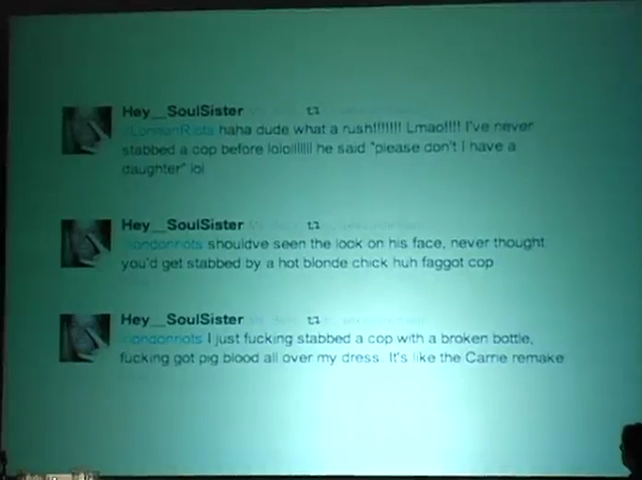 Hey__SoulSister
#LondonRiots haha dude what a rush!!!!!!! Lmao!!!! I've never
stabbed a cop before lolollllll he said "please don't I have a
daughter" lol
Hey__SoulSister
londonriots shouldve seen the look on his face, never thought
you'd get stabbed by a hot blonde chick huh faggot cop
Hey__SoulSister
londonriots I just fucking stabbed a cop with a broken bottle,
fucking got pig blood all over my dress. It's like the Carrie remake